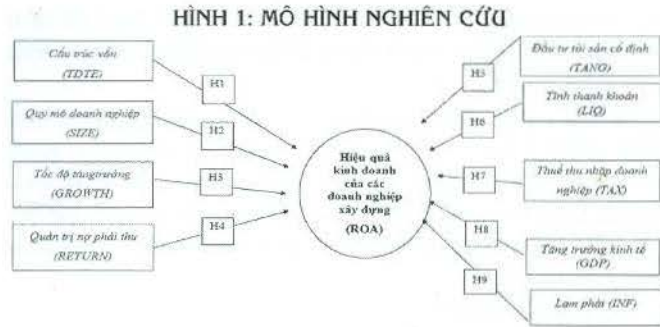 HÌNH 1: MÔ HÌNH NGHIÊN CỨU
Cấu trúc vốn
(TDTE)
H1
Quy mô doanh nghiệp
(SIZE)
H2
Tốc độ tăngtrưởng
(GROWTH)
H3
Quản trị nợ phải thu
(RETURN)
H4
Hiệu quả
kinh doanh
của các
doanh nghiệp
xây dựng
(ROA)
H5
Đầu tư tài sản cố định
(TANG)
H6
Tính thanh khoản
(LIQ)
H7
Thuế thu nhập doanh
nghiệp (TAX)
H8
Tăng trưởng kinh tế
(GDP)
H9
Lạm phát (INF)